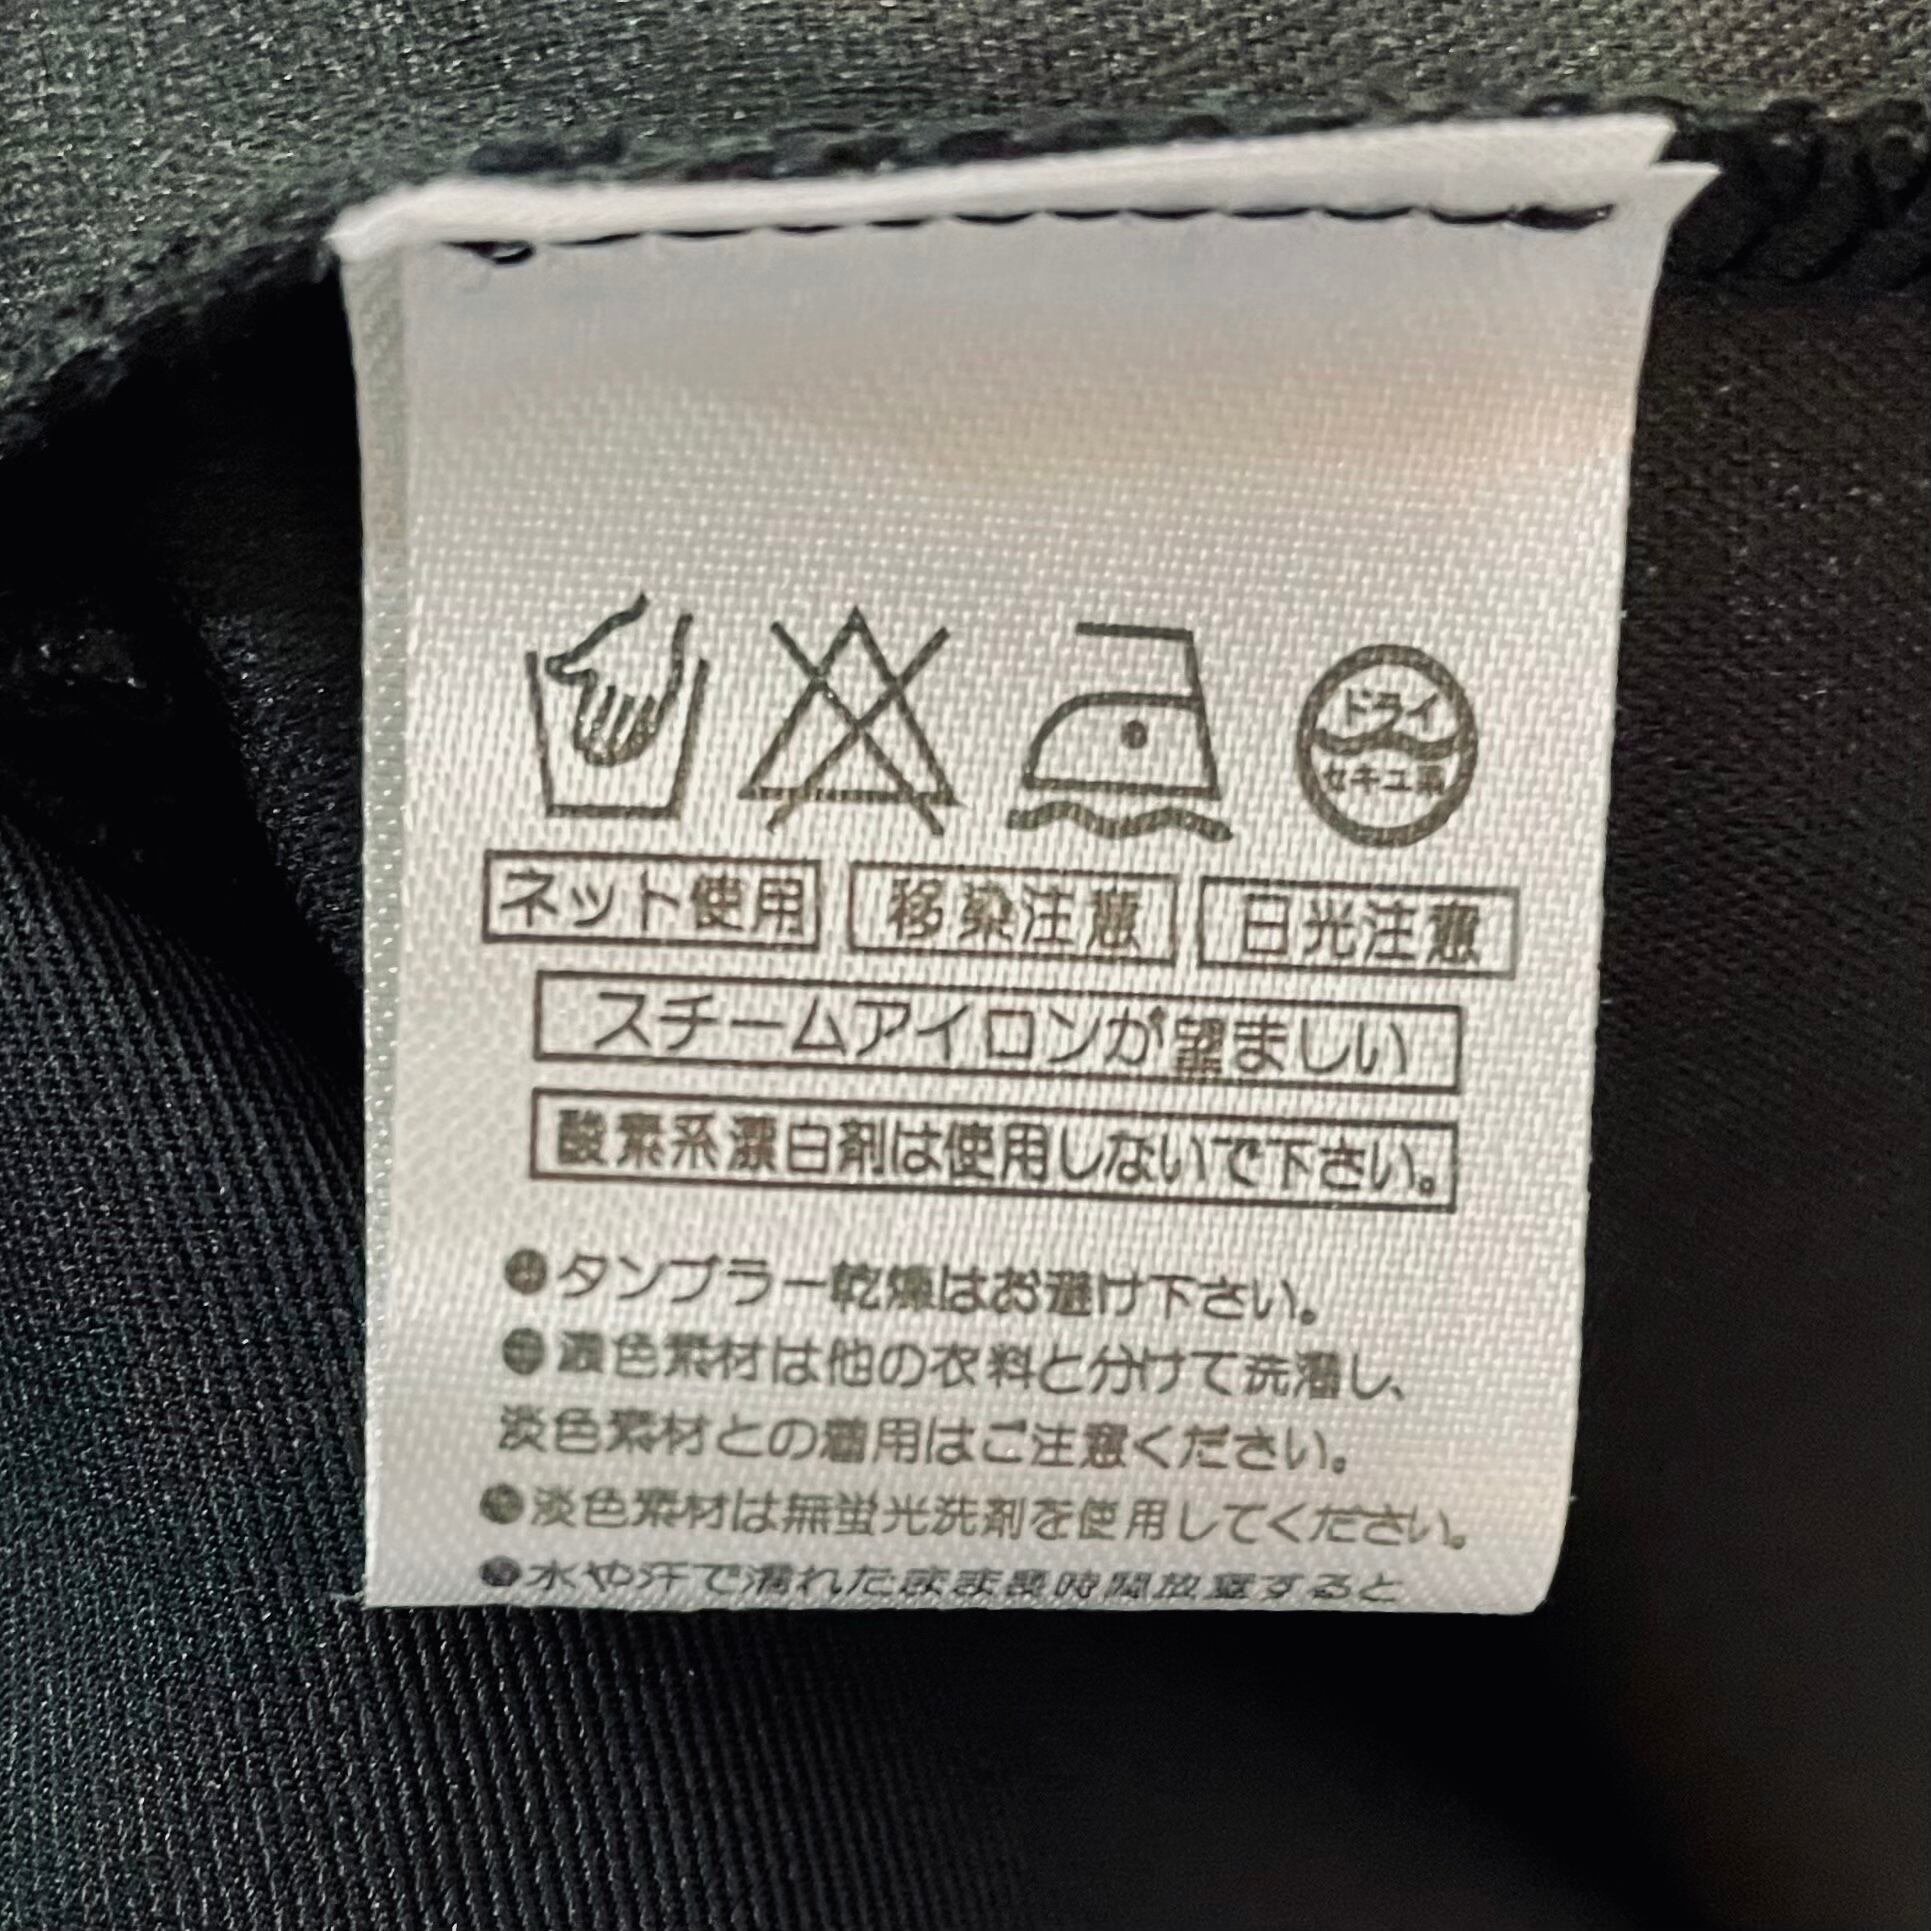 ドライ
セキユ系
ネット使用 移染注意 日光注意
スチームアイロンが望ましい
酸素系漂白剤は使用しないで下さい。
●タンブラー乾燥はお避け下さい。
●濃色素材は他の衣料と分けて洗濯し、
淡色素材との着用はご注意ください。
●淡色素材は無蛍光洗剤を使用してください。
●水や汗で濡れたまま長時間放置すると